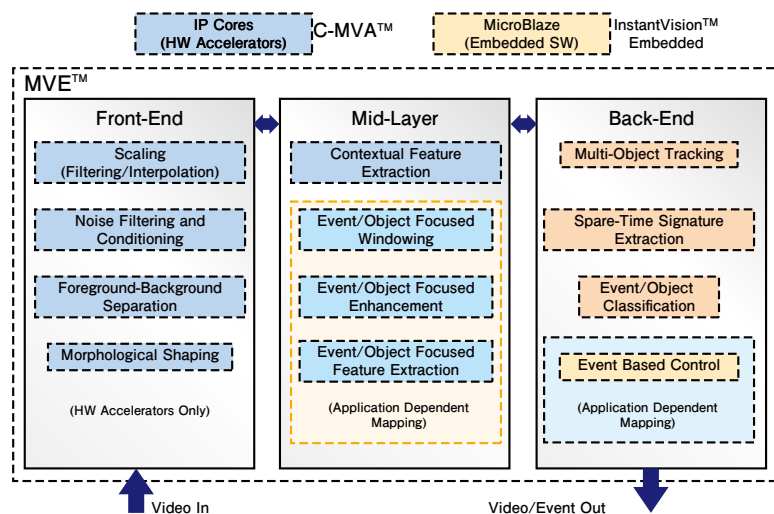 IP Cores
(HW Accelerators)
C-MVA™
MicroBlaze
(Embedded SW)
InstantVision™
Embedded
MVE™
Front-End
Scaling
(Filtering/Interpolation)
Noise Filtering and
Conditioning
Foreground-Background
Separation
Morphological Shaping
(HW Accelerators Only)
Mid-Layer
Contextual Feature
Extraction
Event/Object Focused
Windowing
Event/Object Focused
Enhancement
Event/Object Focused
Feature Extraction
(Application Dependent
Mapping)
Back-End
Multi-Object Tracking
Spare-Time Signature
Extraction
Event/Object
Classification
Event Based Control
(Application Dependent
Mapping)
Video In
Video/Event Out